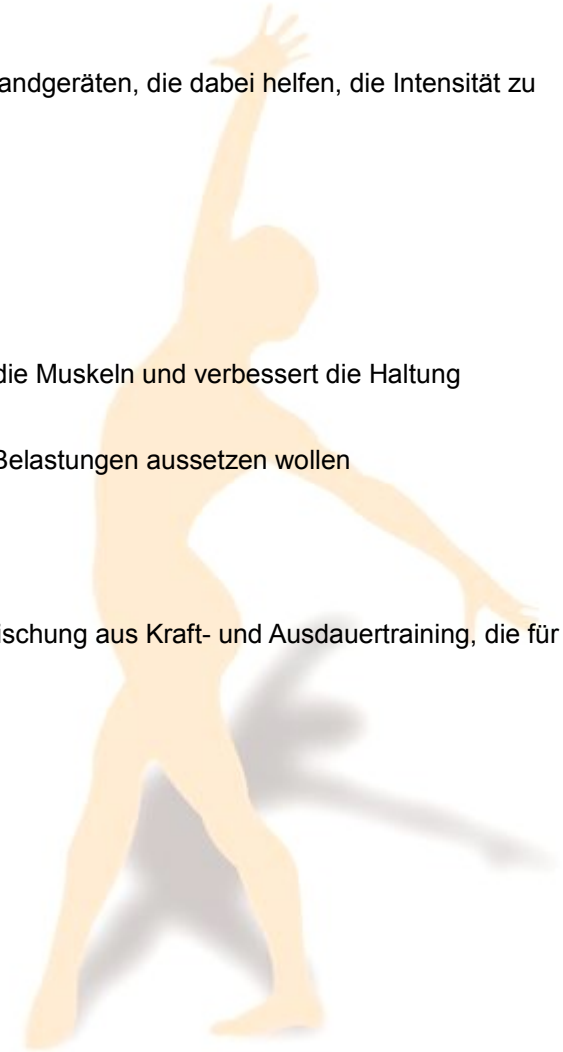 andgeräten, die dabei helfen, die Intensität zu
die Muskeln und verbessert die Haltung
Belastungen aussetzen wollen
ischung aus Kraft- und Ausdauertraining, die für